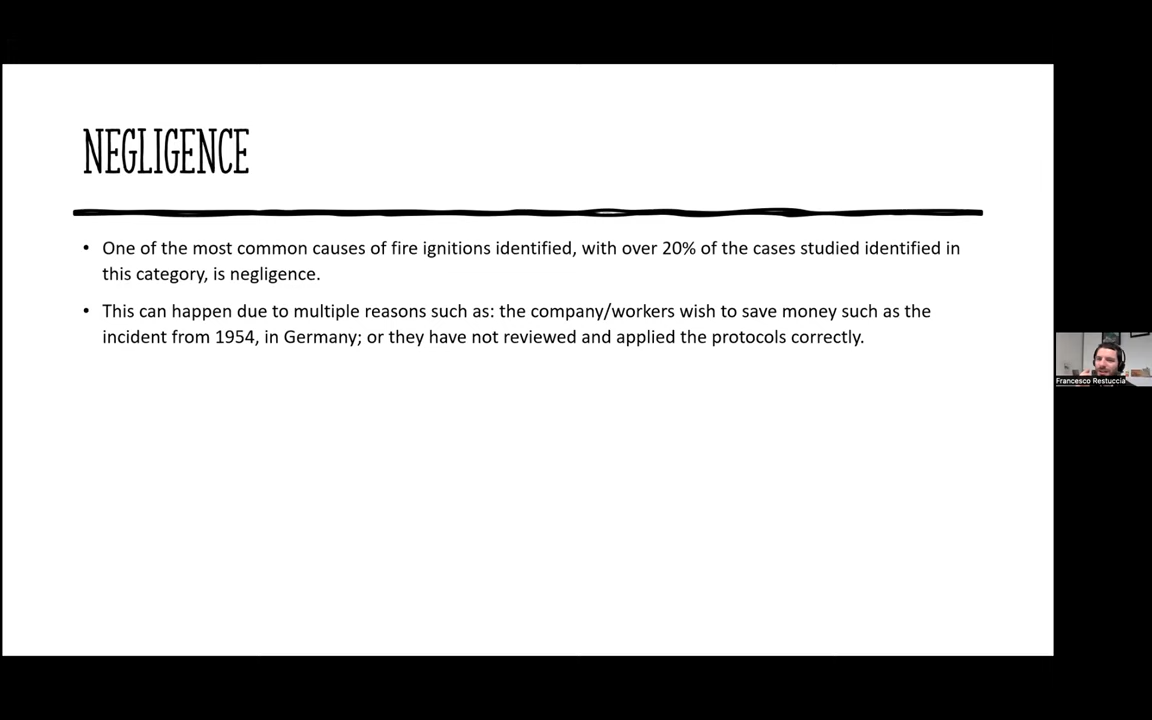 NEGLIGENCE
• One of the most common causes of fire ignitions identified, with over 20% of the cases studied identified in
this category, is negligence.
• This can happen due to multiple reasons such as: the company/workers wish to save money such as the
incident from 1954, in Germany; or they have not reviewed and applied the protocols correctly.
Francesco Restuccia